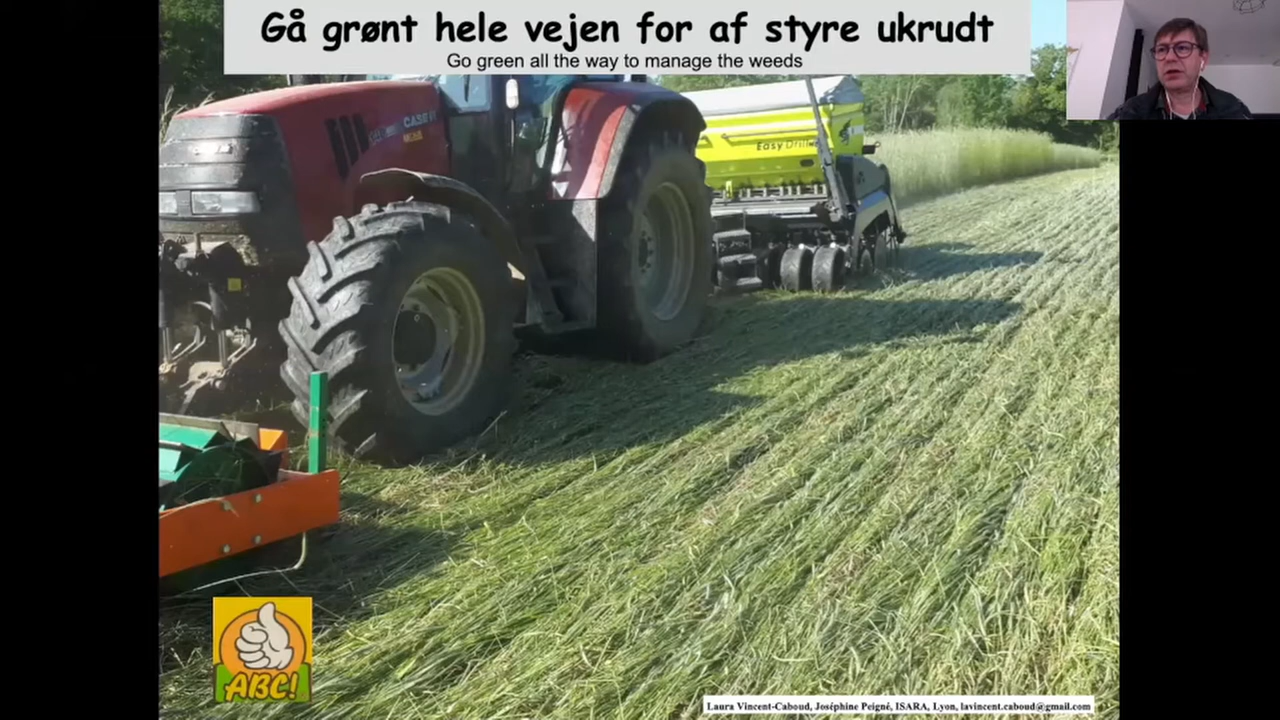 Gå grønt hele vejen for af styre ukrudt
Go green all the way to manage the weeds
CASE IH
Easy Drill
ABC!
Laura Vincent-Caboud, Joséphine Peigné, ISARA, Lyon, lavincent.caboud@gmail.com